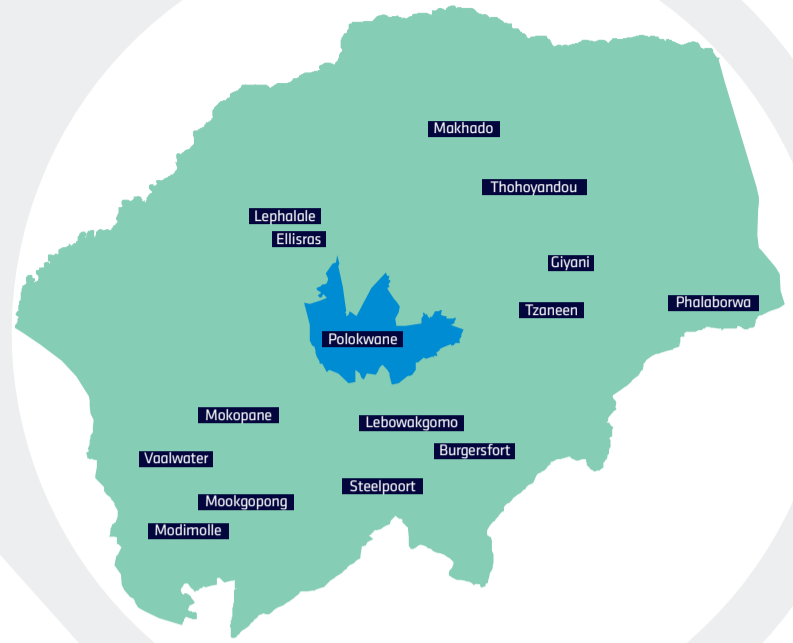 Makhado
Thohoyandou
Lephalale
Ellisras
Giyani
Phalaborwa
Tzaneen
Polokwane
Mokopane
Lebowakgomo
Burgersfort
Vaalwater
Steelpoort
Mookgopong
Modimolle